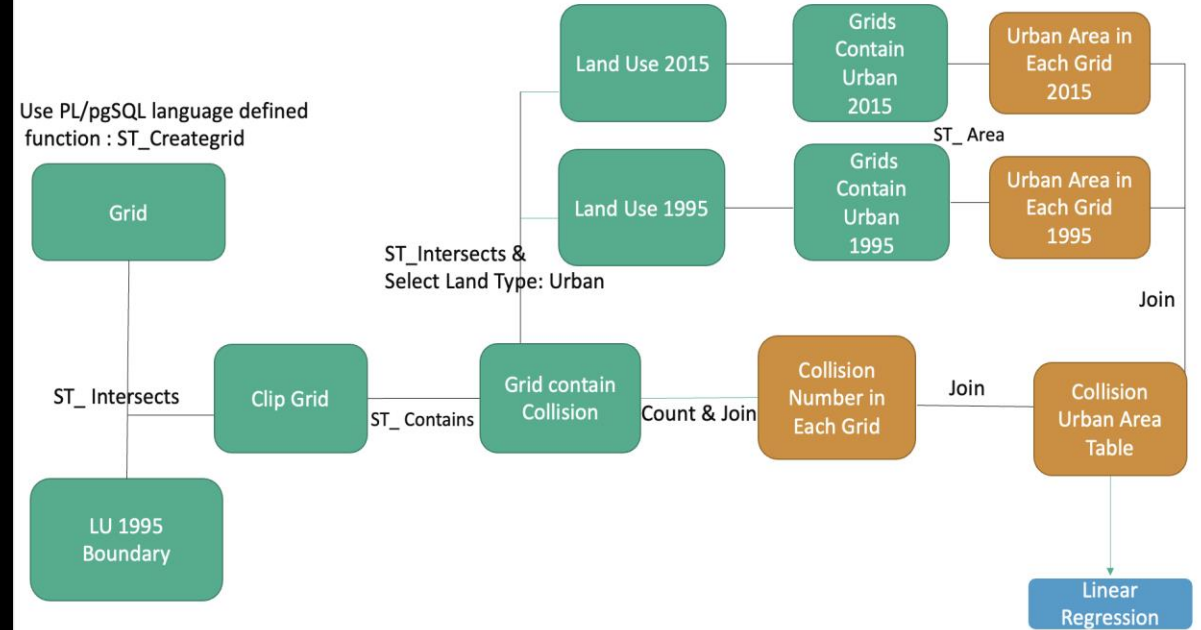 Use PL/pgSQL language defined
function : ST_Creategrid
Grid
ST_ Intersects
LU 1995
Boundary
Clip Grid
ST_ Contains
Grid contain
Collision
ST_Intersects &
Select Land Type: Urban
Land Use 2015
Grids
Contain
Urban
2015
Urban Area in
Each Grid
2015
ST_ Area
Land Use 1995
Grids
Contain
Urban
1995
Urban Area in
Each Grid
1995
Join
Count & Join
Collision
Number in
Each Grid
Join
Collision
Urban Area
Table
Linear
Regression